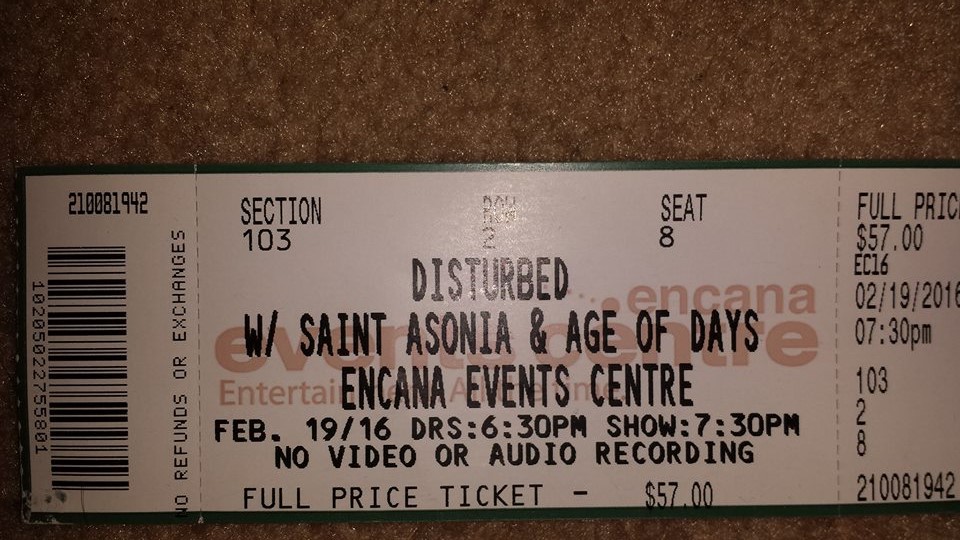 210081942
102050227555801
NO REFUNDS OR EXCHANGES
SECTION ROW SEAT
103 2 8
DISTURBED
encana
W/ SAINT ASONIA & AGE OF DAYS
events centre
ENCANA EVENTS CENTRE
FEB. 19/16 DRS:6:30PM SHOW:7:30PM
NO VIDEO OR AUDIO RECORDING
FULL PRICE TICKET - $57.00
FULL PRIC
$57.00
EC16
02/19/2016
07:30pm
103
2
8
210081942